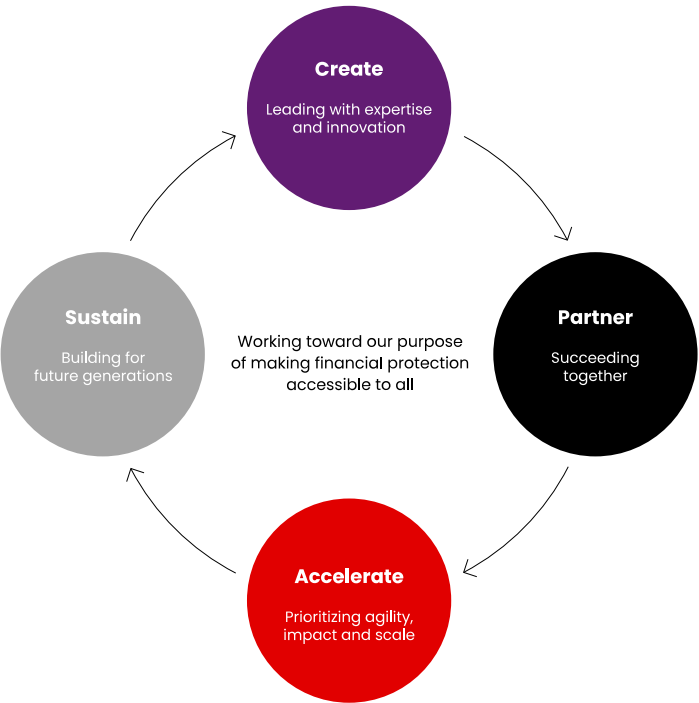 Create
Leading with expertise
and innovation
Sustain
Building for
future generations
Working toward our purpose
of making financial protection
accessible to all
Partner
Succeeding
together
Accelerate
Prioritizing agility,
impact and scale